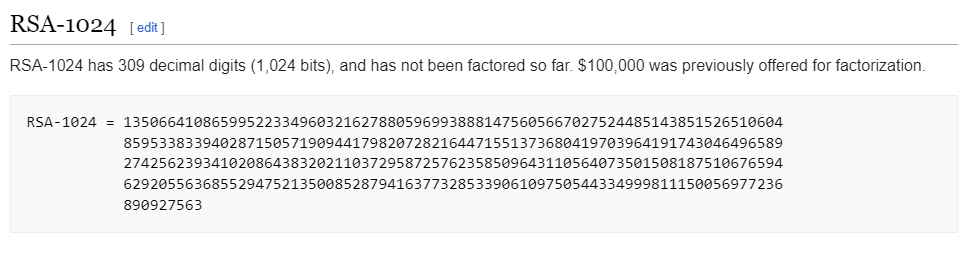 RSA-1024 [ edit ]
RSA-1024 has 309 decimal digits (1,024 bits), and has not been factored so far. $100,000 was previously offered for factorization.
RSA-1024 = 135066410865995223349603216278805969938881475605667027524485143851526510604
859533833940287150571909441798207282164471551373680419703964191743046496589
274256239341020864383202110372958725762358509643110564073501508187510676594
629205563685529475213500852879416377328533906109750544334999811150056977236
890927563